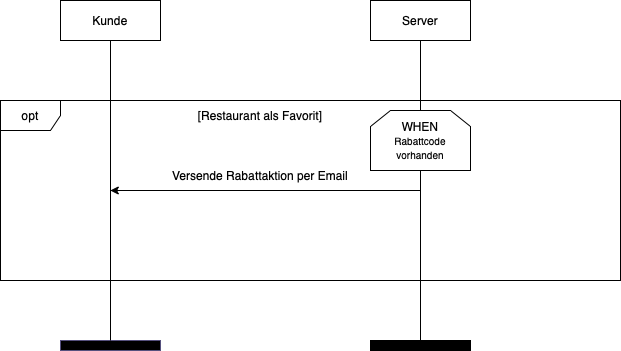 Kunde
Server
opt
[Restaurant als Favorit]
WHEN
Rabattcode
vorhanden
Versende Rabattaktion per Email